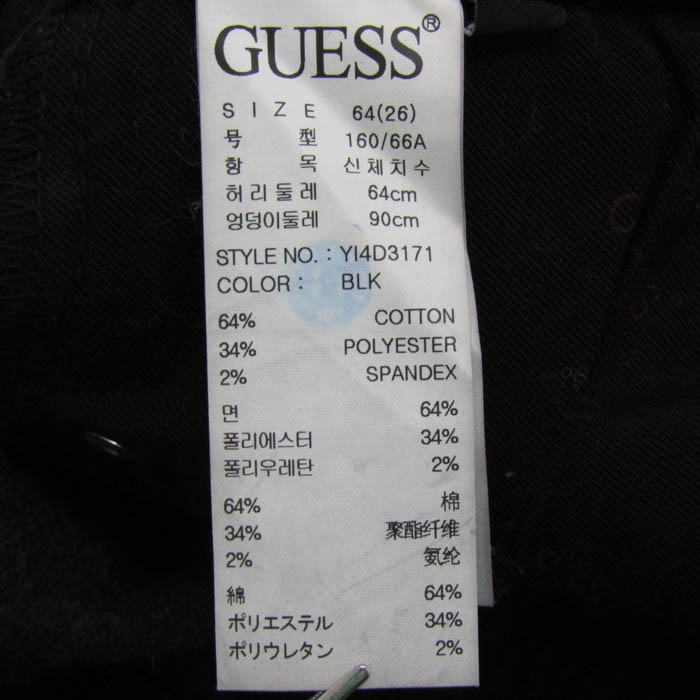 GUESS®
SIZE 64(26)
号型 160/66A
항목 신체치수
허리둘레 64cm
엉덩이둘레 90cm
STYLE NO. : YI4D3171
COLOR : BLK
64% COTTON
34% POLYESTER
2% SPANDEX
면 64%
폴리에스터 34%
폴리우레탄 2%
64% 棉
34% 聚酯纤维
2% 氨纶
綿 64%
ポリエステル 34%
ポリウレタン 2%